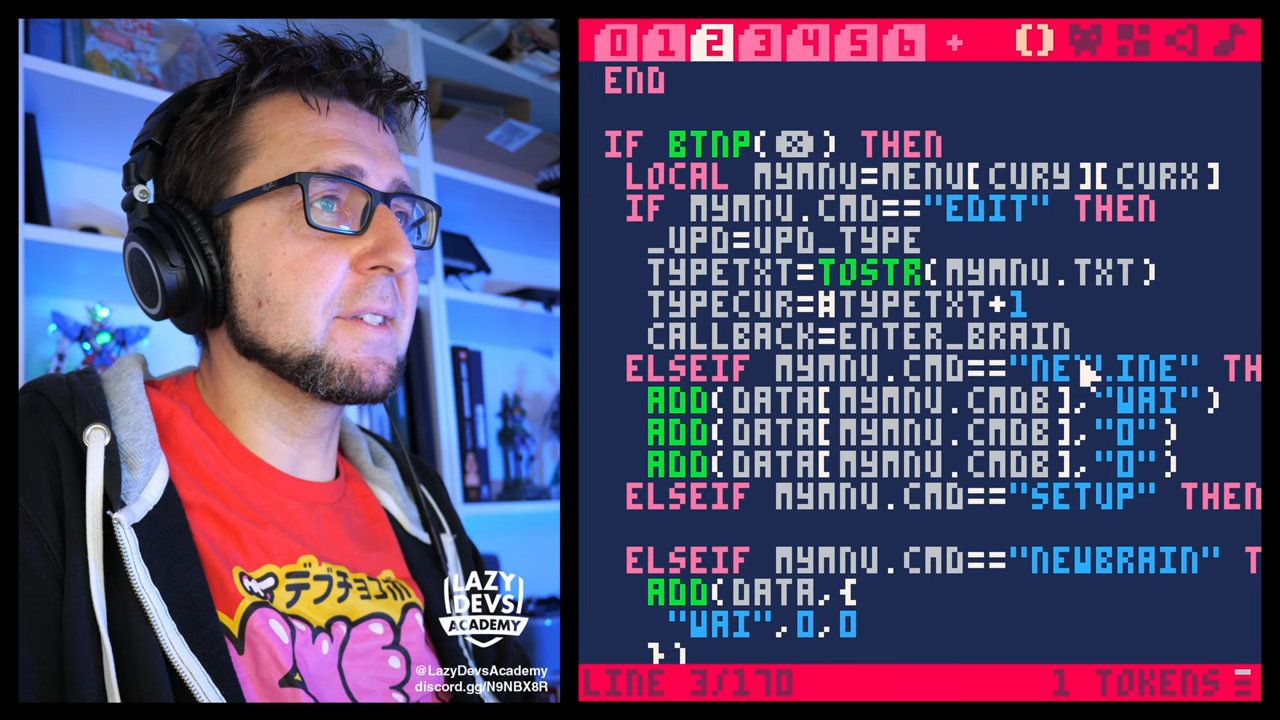 デブチョコボ
LAZY
DEVS
ACADEMY
@LazyDevsAcademy
discord.gg/N9NBX8R
0 1 2 3 4 5 6 +
END
IF BTNP(❎) THEN
LOCAL MYMNU=MENU[CURY][CURX]
IF MYMNU.CMD=="EDIT" THEN
_UPD=UPD_TYPE
TYPETXT=TOSTR(MYMNU.TXT)
TYPECUR=#TYPETXT+1
CALLBACK=ENTER_BRAIN
ELSEIF MYMNU.CMD=="NEWLINE" TH
ADD(DATA[MYMNU.CMDB],"WAI")
ADD(DATA[MYMNU.CMDB],"0")
ADD(DATA[MYMNU.CMDB],"0")
ELSEIF MYMNU.CMD=="SETUP" THEN
ELSEIF MYMNU.CMD=="NEWBRAIN" T
ADD(DATA,{
"WAI",0,0
})
LINE 3/170
1 TOKENS